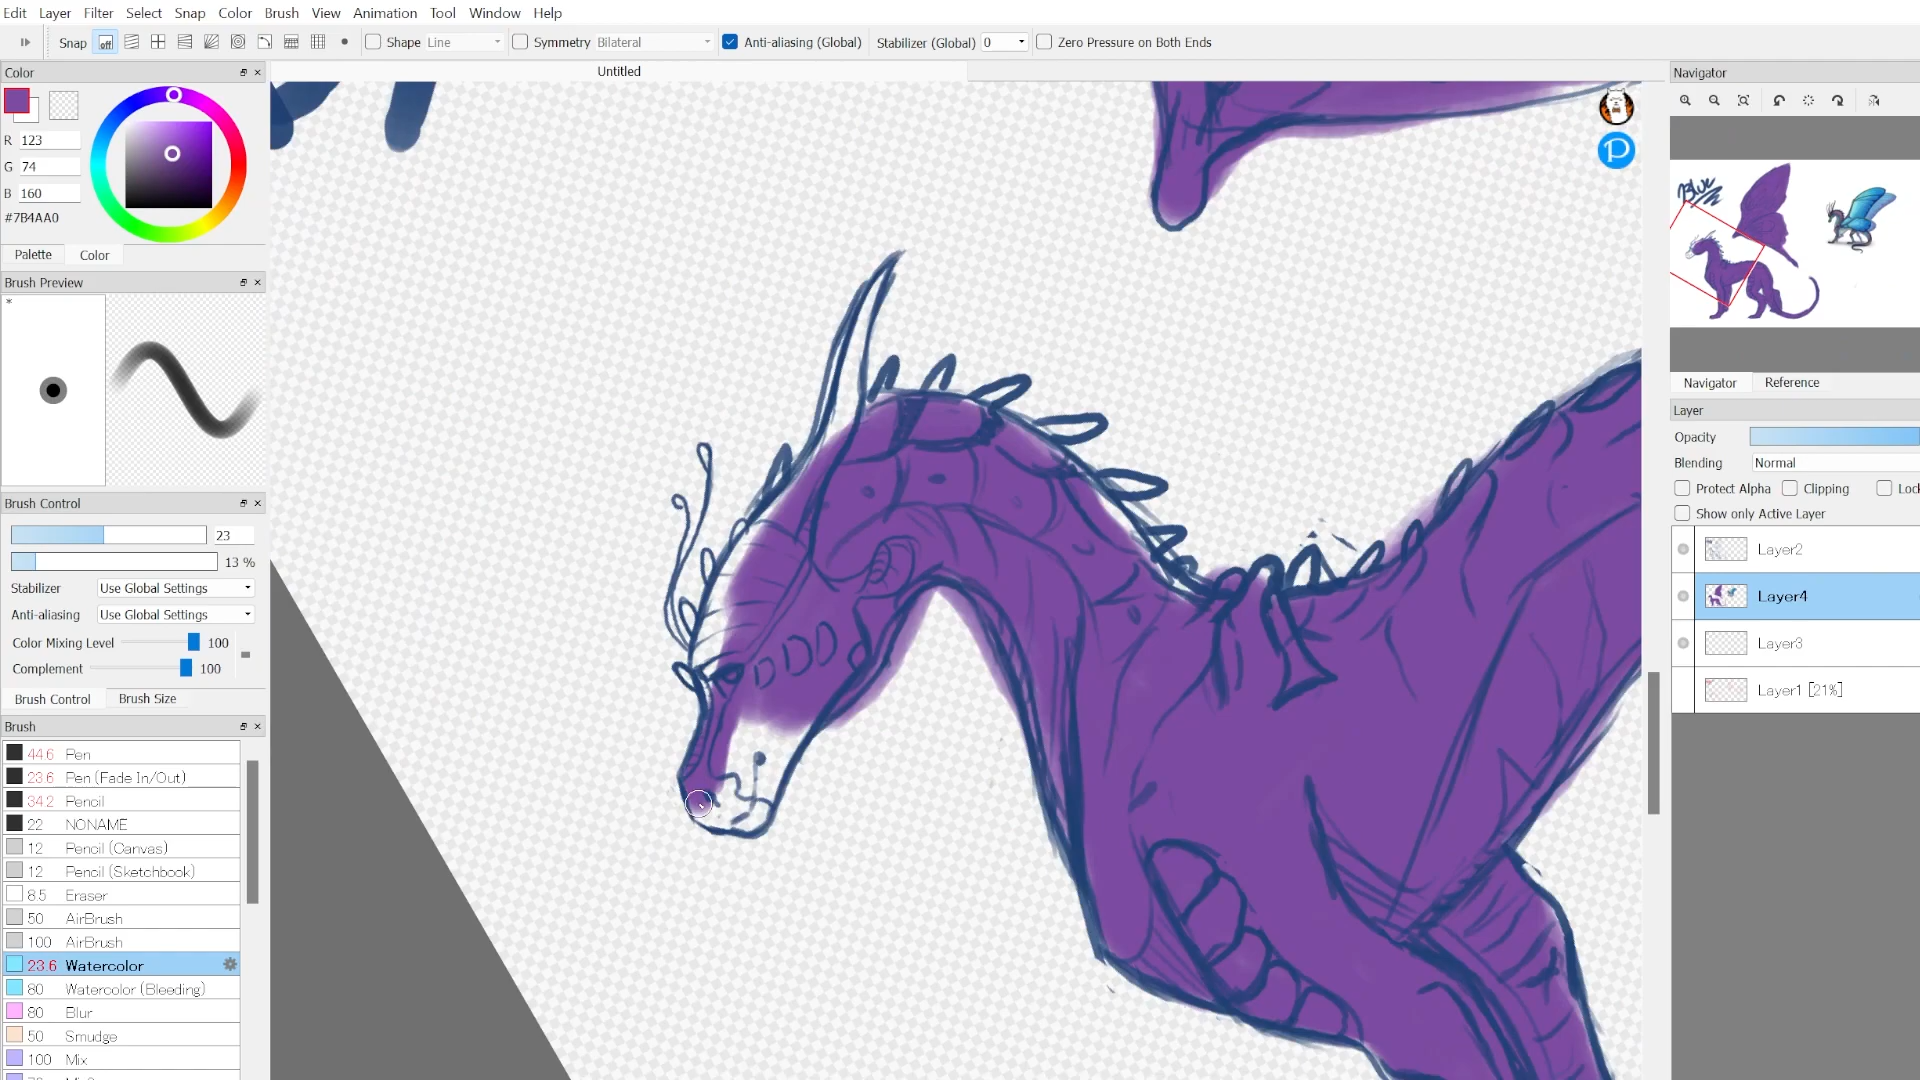 Edit Layer Filter Select Snap Color Brush View Animation Tool Window Help
Snap off Shape Line Symmetry Bilateral Anti-aliasing (Global) Stabilizer (Global) 0 Zero Pressure on Both Ends
Color
Untitled
Navigator
R 123
G 74
B 160
#7B4AA0
Palette Color
Blue
Brush Preview
*
Navigator Reference
Layer
Opacity
Blending Normal
Protect Alpha Clipping Lock
Show only Active Layer
Layer2
Layer4
Layer3
Layer1 [21%]
Brush Control
23
13 %
Stabilizer Use Global Settings
Anti-aliasing Use Global Settings
Color Mixing Level 100
Complement 100
Brush Control Brush Size
Brush
44.6 Pen
23.6 Pen (Fade In/Out)
34.2 Pencil
22 NONAME
12 Pencil (Canvas)
12 Pencil (Sketchbook)
8.5 Eraser
50 AirBrush
100 AirBrush
23.6 Watercolor
80 Watercolor (Bleeding)
80 Blur
50 Smudge
100 Mix
P